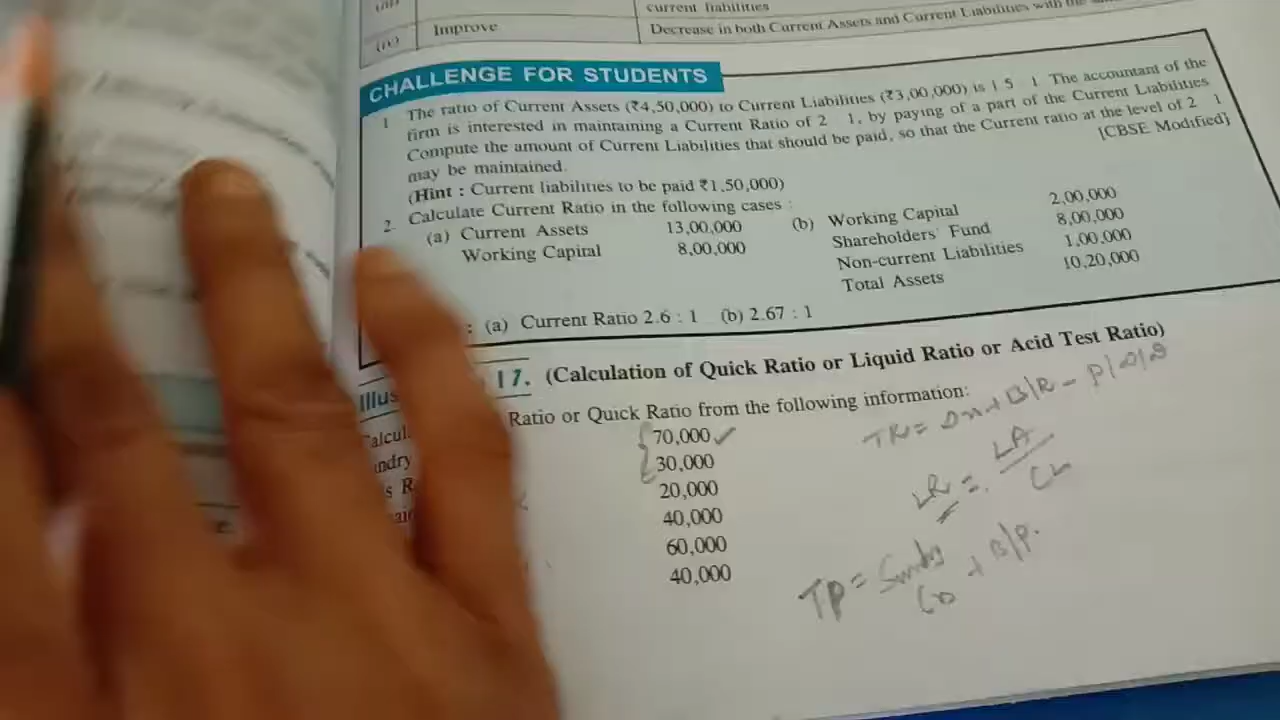 current liabilities
(iv) Improve Decrease in both Current Assets and Current Liabilities with the
CHALLENGE FOR STUDENTS
1 The ratio of Current Assets (₹4,50,000) to Current Liabilities (₹3,00,000) is 1 5 1 The accountant of the
firm is interested in maintaining a Current Ratio of 2 1, by paying of a part of the Current Liabilities
Compute the amount of Current Liabilities that should be paid, so that the Current ratio at the level of 2 1
may be maintained. [CBSE Modified]
(Hint : Current liabilities to be paid ₹1,50,000)
2. Calculate Current Ratio in the following cases :
(a) Current Assets 13,00,000 (b) Working Capital 2,00,000
Working Capital 8,00,000 Shareholders' Fund 8,00,000
Non-current Liabilities 1,00,000
Total Assets 10,20,000
: (a) Current Ratio 2.6 : 1 (b) 2.67 : 1
Illus 17. (Calculation of Quick Ratio or Liquid Ratio or Acid Test Ratio)
Calcul Ratio or Quick Ratio from the following information:
ndry 70,000
s R 30,000
20,000
40,000
60,000
40,000
LR = LA
TP = Sundry + B/P.